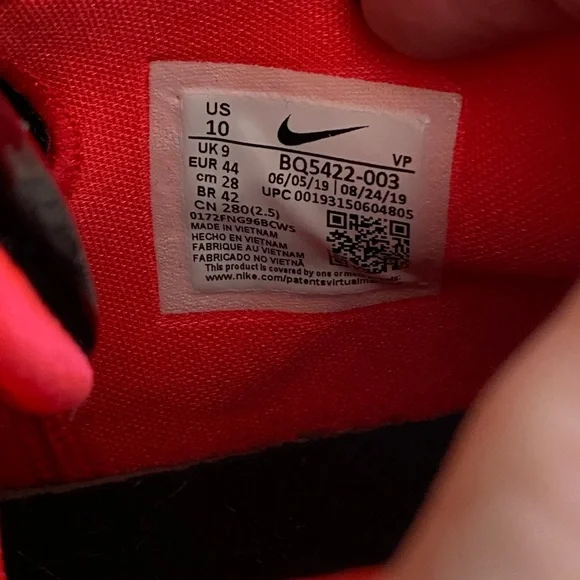 US
10
UK 9
EUR 44
cm 28
BR 42
CN 280(2.5)
VP
BQ5422-003
06/05/19 | 08/24/19
UPC 00193150604805
0172FNG96BCWS
MADE IN VIETNAM
HECHO EN VIETNAM
FABRIQUE AU VIETNAM
FABRICADO NO VIETNÃ
This product is covered by one or
www.nike.com/patentsvirtual